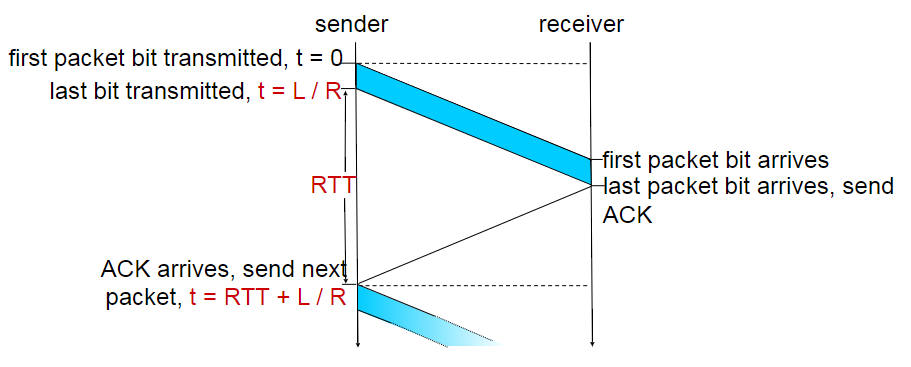 sender
receiver
first packet bit transmitted, t = 0
last bit transmitted, t = L / R
first packet bit arrives
last packet bit arrives, send
ACK
RTT
ACK arrives, send next
packet, t = RTT + L / R